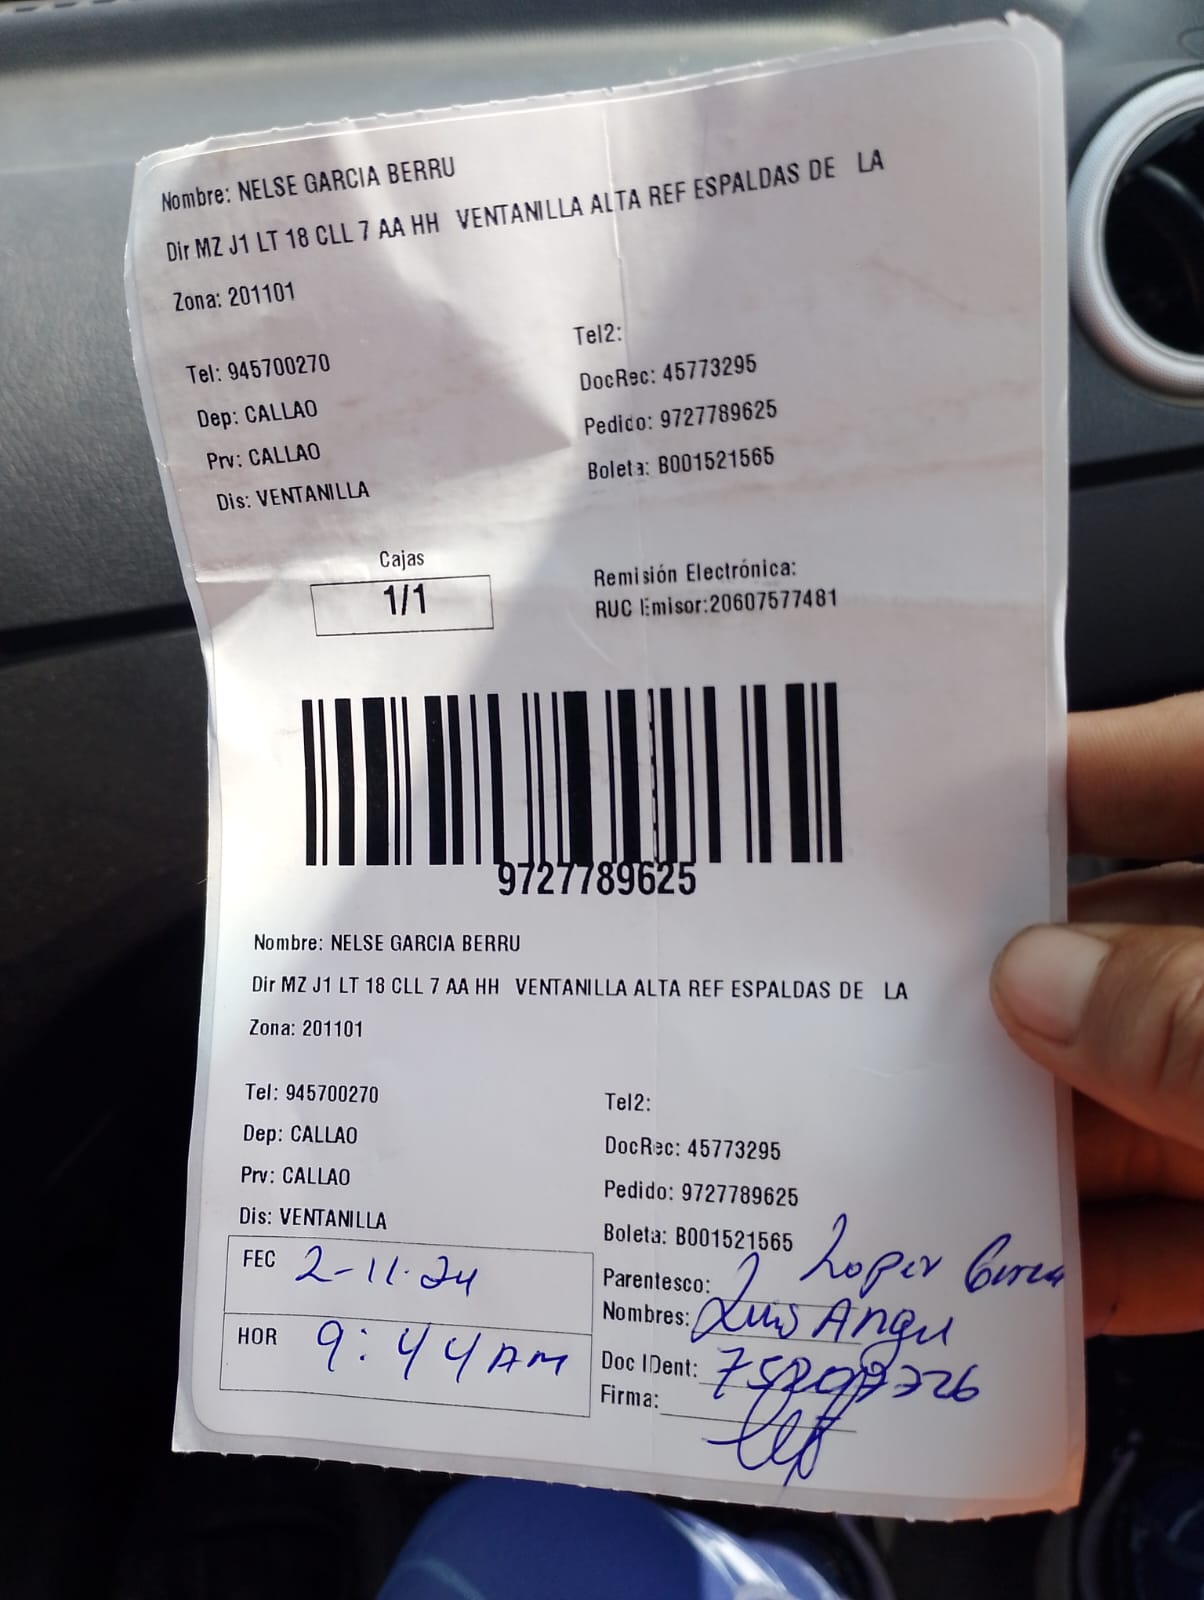 Nombre: NELSE GARCIA BERRU
Dir MZ J1 LT 18 CLL 7 AA HH VENTANILLA ALTA REF ESPALDAS DE LA
Zona: 201101
Tel: 945700270
Dep: CALLAO
Prv: CALLAO
Dis: VENTANILLA
Tel2:
DocRec: 45773295
Pedido: 9727789625
Boleta: B001521565
Cajas
1/1
Remisión Electrónica:
RUC Emisor:20607577481
9727789625
Nombre: NELSE GARCIA BERRU
Dir MZ J1 LT 18 CLL 7 AA HH VENTANILLA ALTA REF ESPALDAS DE LA
Zona: 201101
Tel: 945700270
Dep: CALLAO
Prv: CALLAO
Dis: VENTANILLA
Tel2:
DocRec: 45773295
Pedido: 9727789625
Boleta: B001521565
FEC 2-11-24
HOR 9:44 AM
Parentesco:
Nombres: Luis
Doc IDent:
Firma: